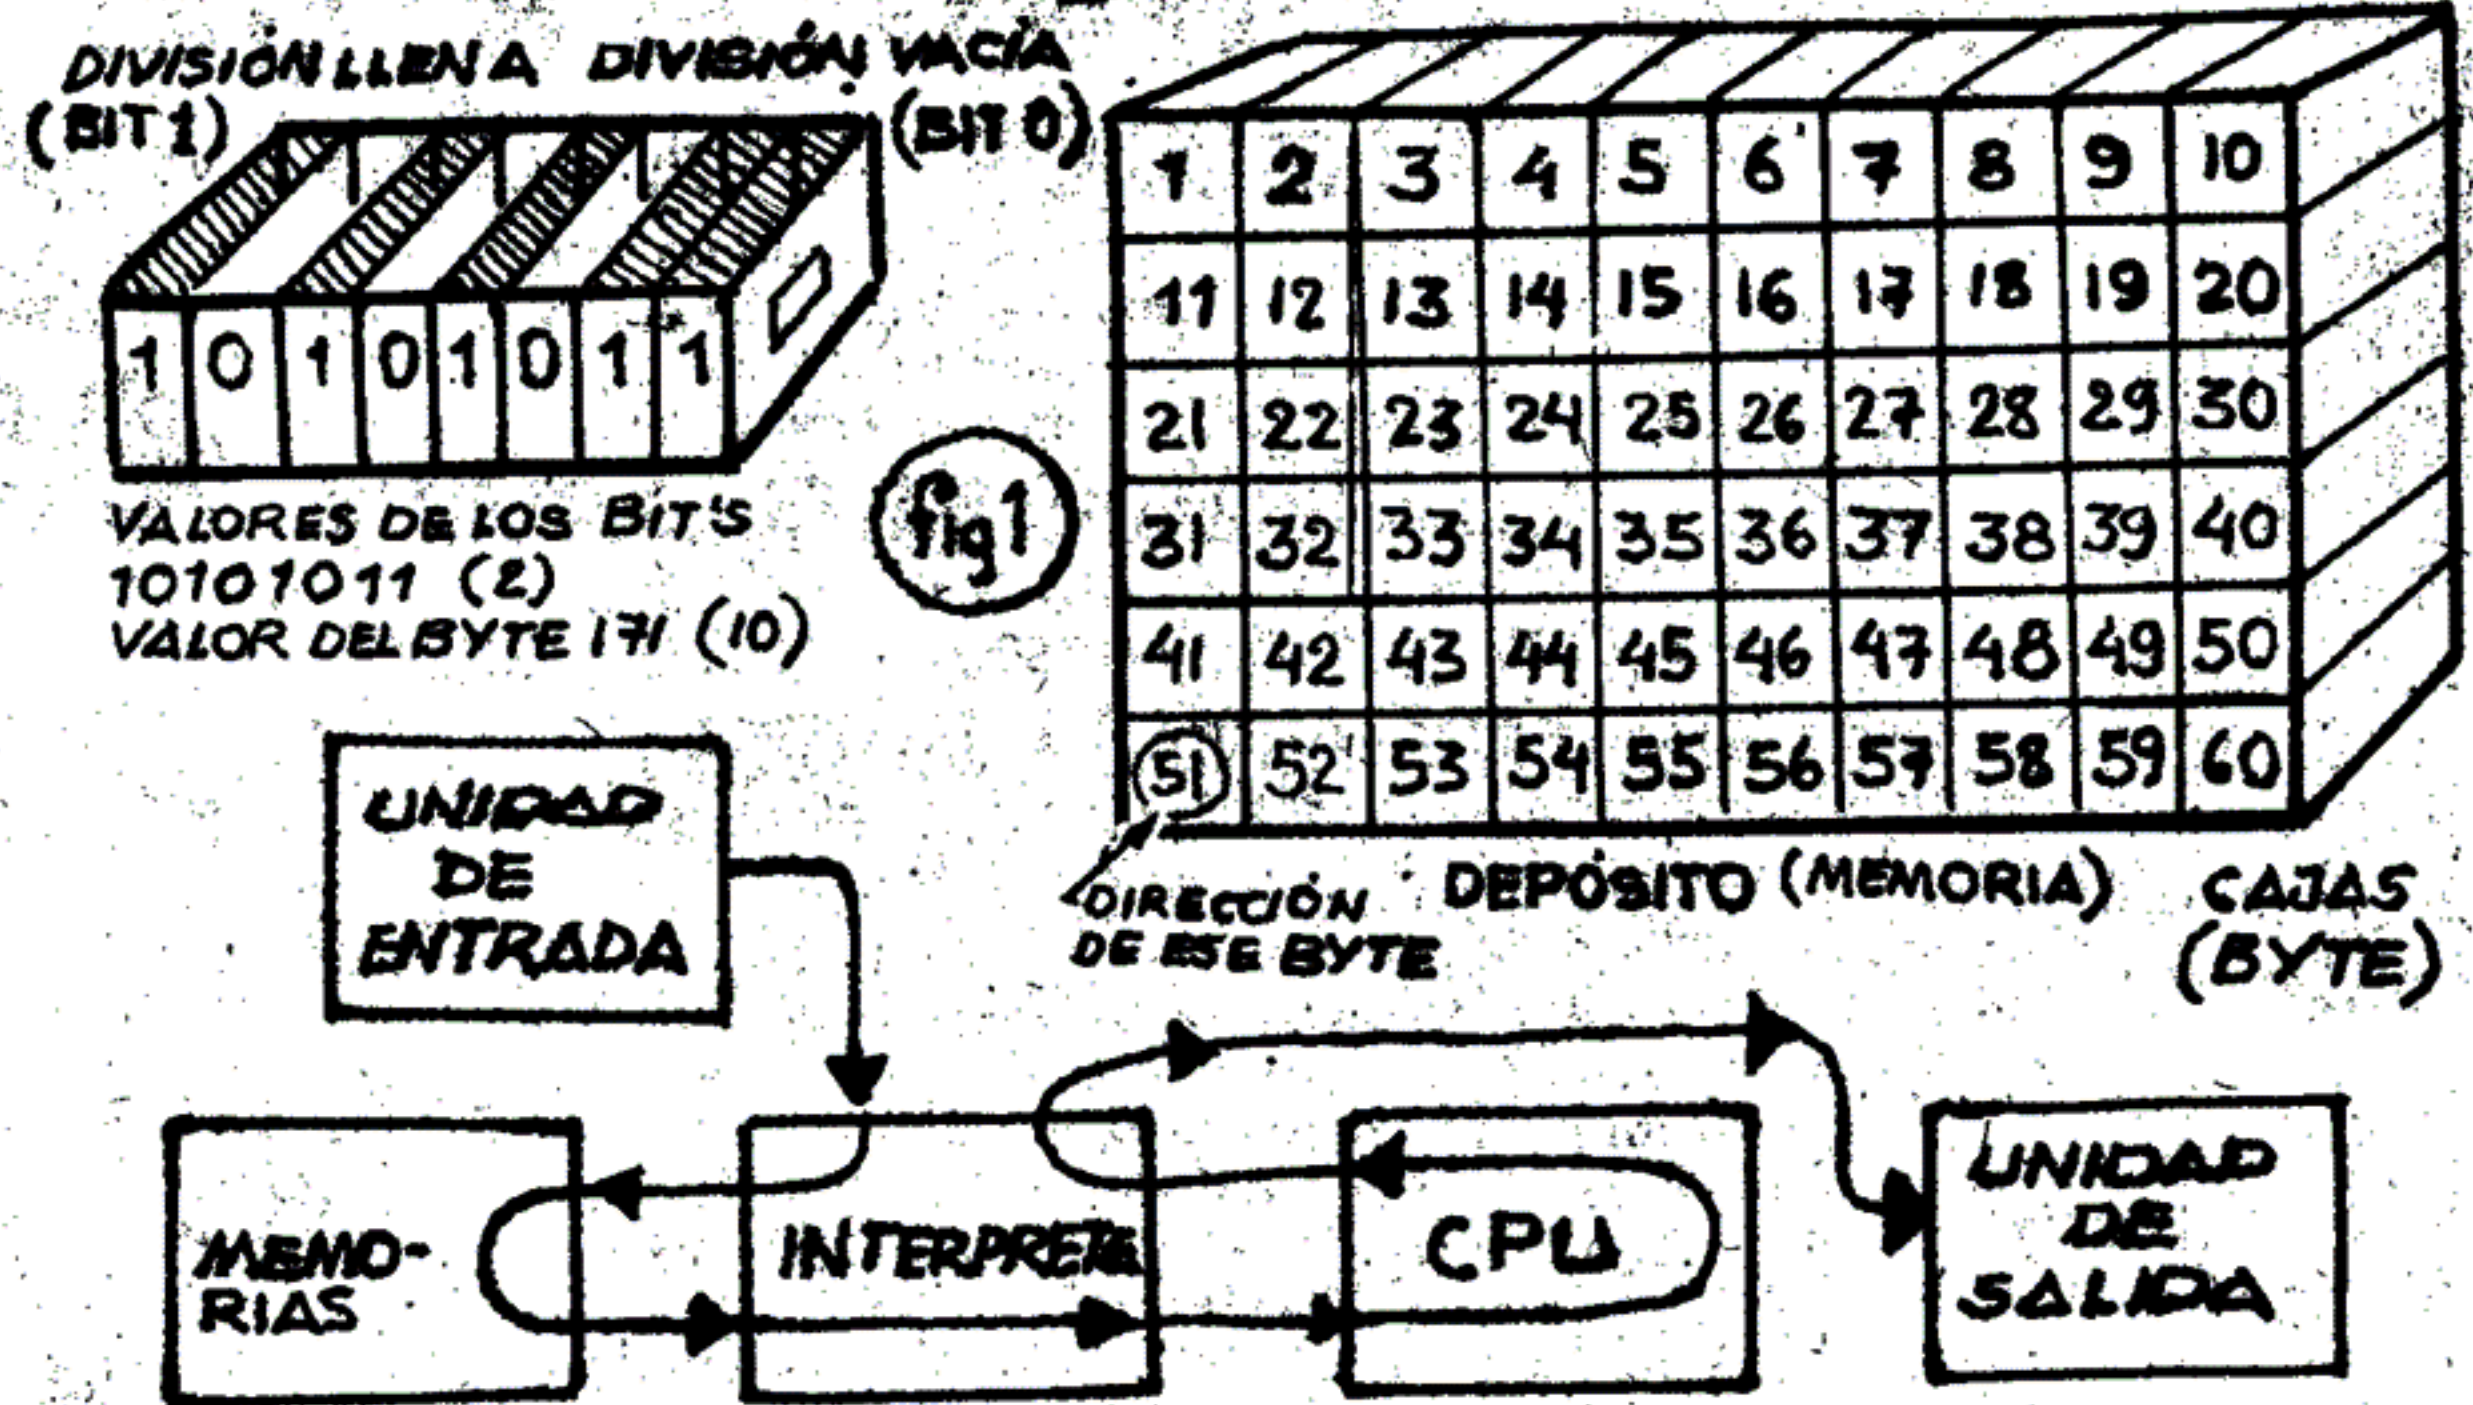 DIVISIÓN LLENA DIVISIÓN VACÍA
(BIT 1) (BIT 0)
1 0 1 0 1 0 1 1
VALORES DE LOS BIT'S
10101011 (2)
VALOR DEL BYTE 171 (10)
fig 1
1 2 3 4 5 6 7 8 9 10
11 12 13 14 15 16 17 18 19 20
21 22 23 24 25 26 27 28 29 30
31 32 33 34 35 36 37 38 39 40
41 42 43 44 45 46 47 48 49 50
51 52 53 54 55 56 57 58 59 60
DIRECCIÓN
DE ESE BYTE
DEPÓSITO (MEMORIA)
CAJAS
(BYTE)
UNIDAD
DE
ENTRADA
MEMO-
RIAS
INTERPRETE
CPU
UNIDAD
DE
SALIDA